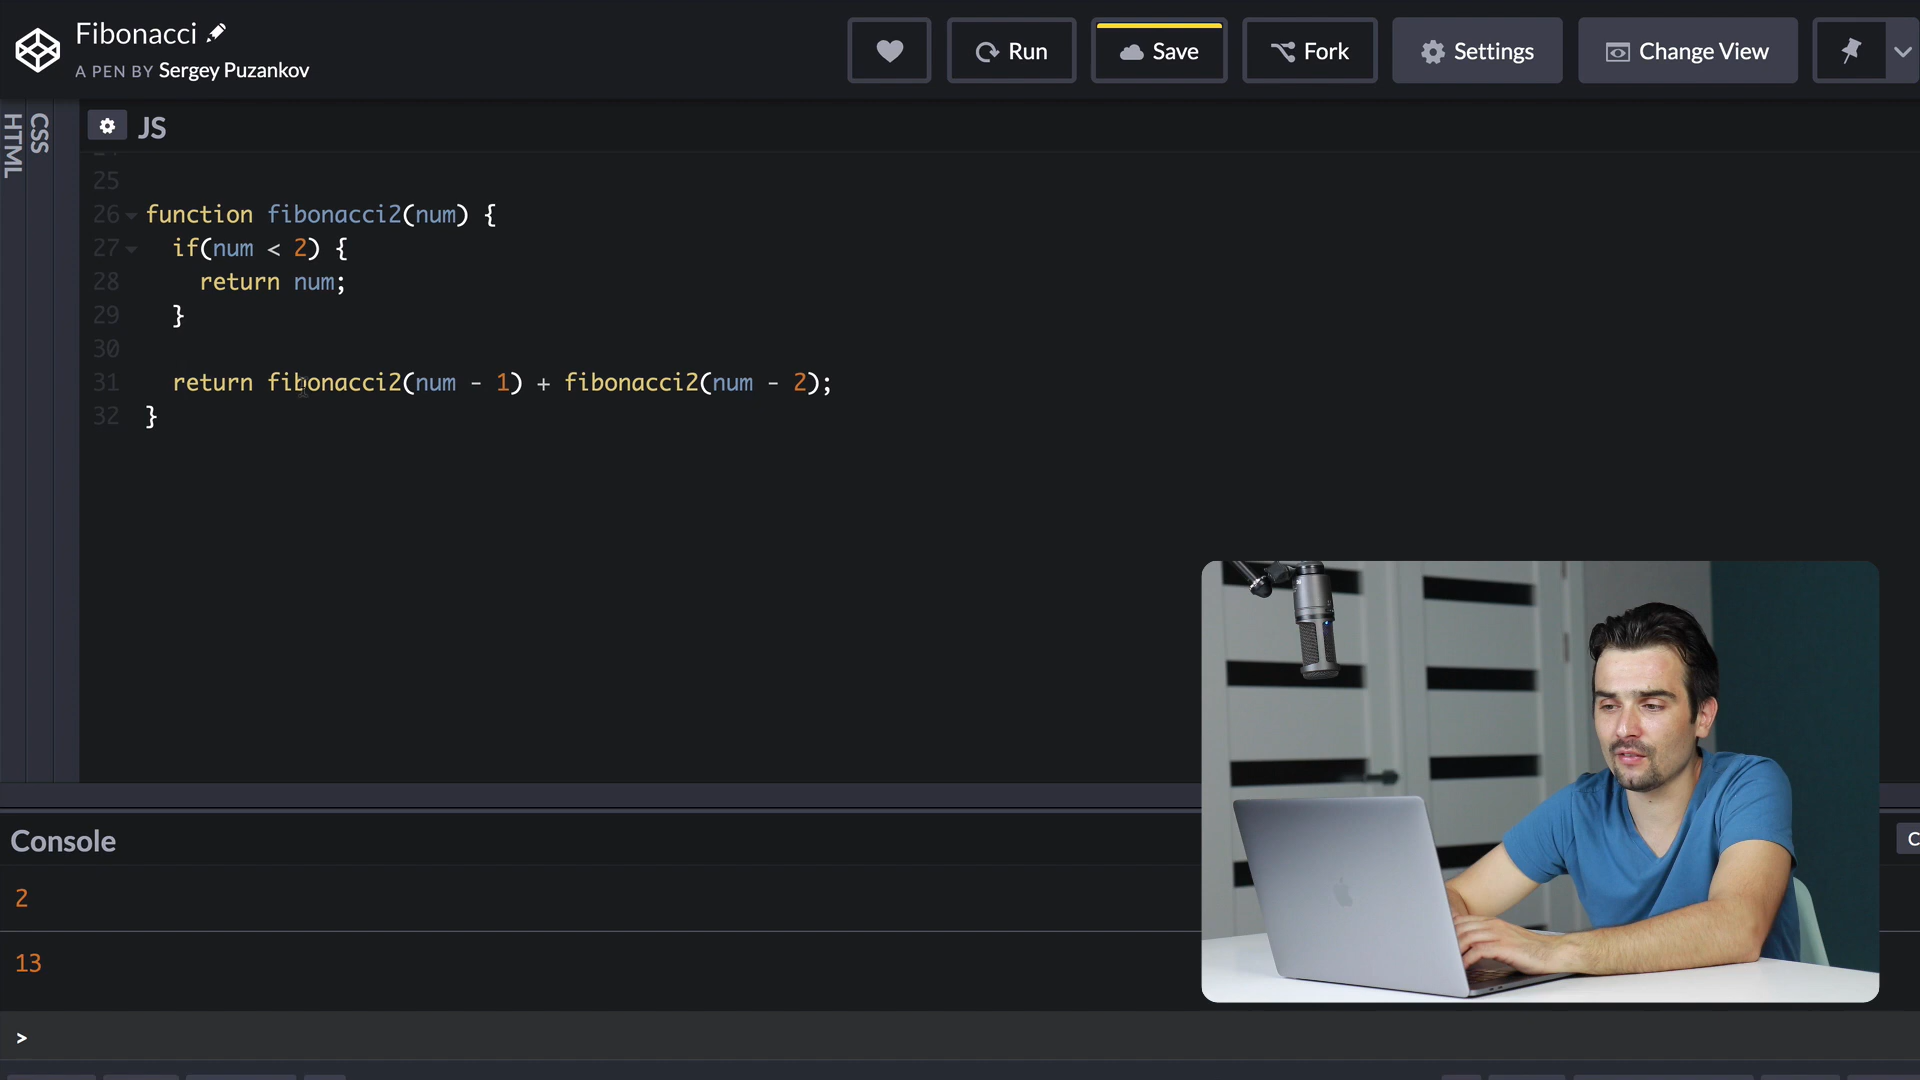 Fibonacci
A PEN BY Sergey Puzankov
Run
Save
Fork
Settings
Change View
HTML
CSS
JS
25
26 function fibonacci2(num) {
27 if(num < 2) {
28 return num;
29 }
30
31 return fibonacci2(num - 1) + fibonacci2(num - 2);
32 }
Console
2
13
>